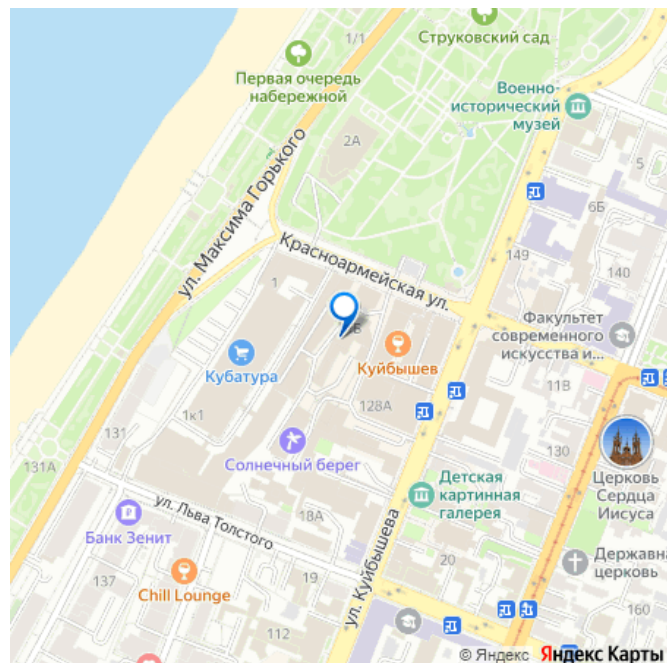 Струковский сад
1/1
Первая очередь
набережной
Военно-
исторический
музей
2А
5
6Б
ул. Максима Горького
Красноармейская ул.
149
140
1
Факультет
современного
искусства и...
Кубатура
Куйбышев
11В
1к1
128А
131
130
Солнечный берег
131А
Церковь
Сердца
Иисуса
Детская
картинная
галерея
ул. Льва Толстого
18А
Банк Зенит
ул. Куйбышева
20
Державна
церковь
137
19
Chill Lounge
160
112
© Яндекс Яндекс Карты